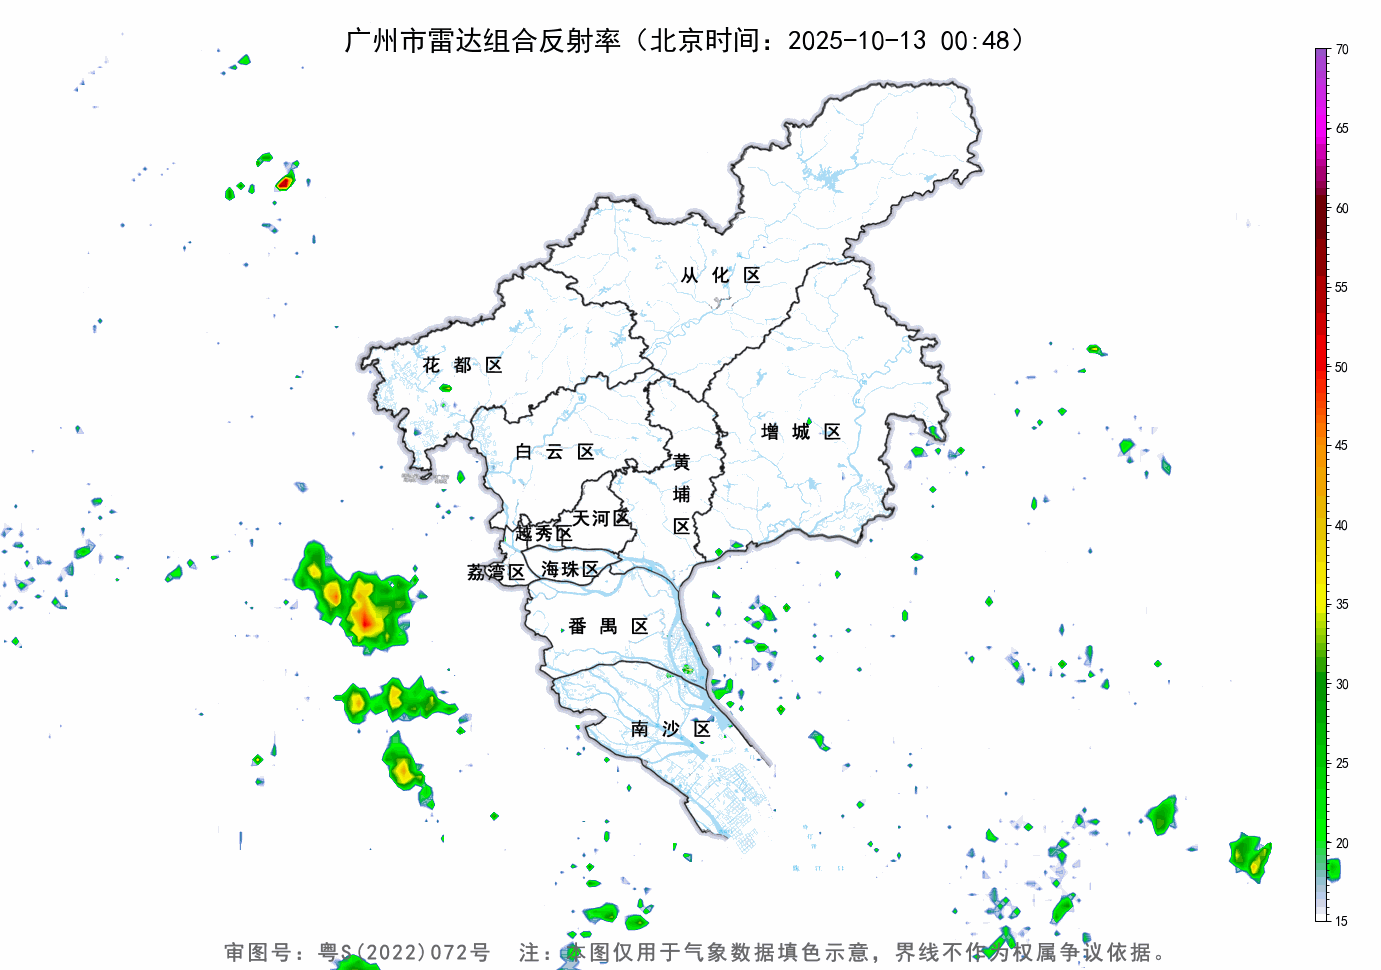 广州市雷达组合反射率（北京时间：2025-10-13 00:48）
70
65
60
55
50
45
40
35
30
25
20
15
从化区
花都区
增城区
白云区
黄埔区
天河区
越秀区
荔湾区
海珠区
番禺区
南沙区
审图号：粤S(2022)072号 注：本图仅用于气象数据填色示意，界线不作为权属争议依据。